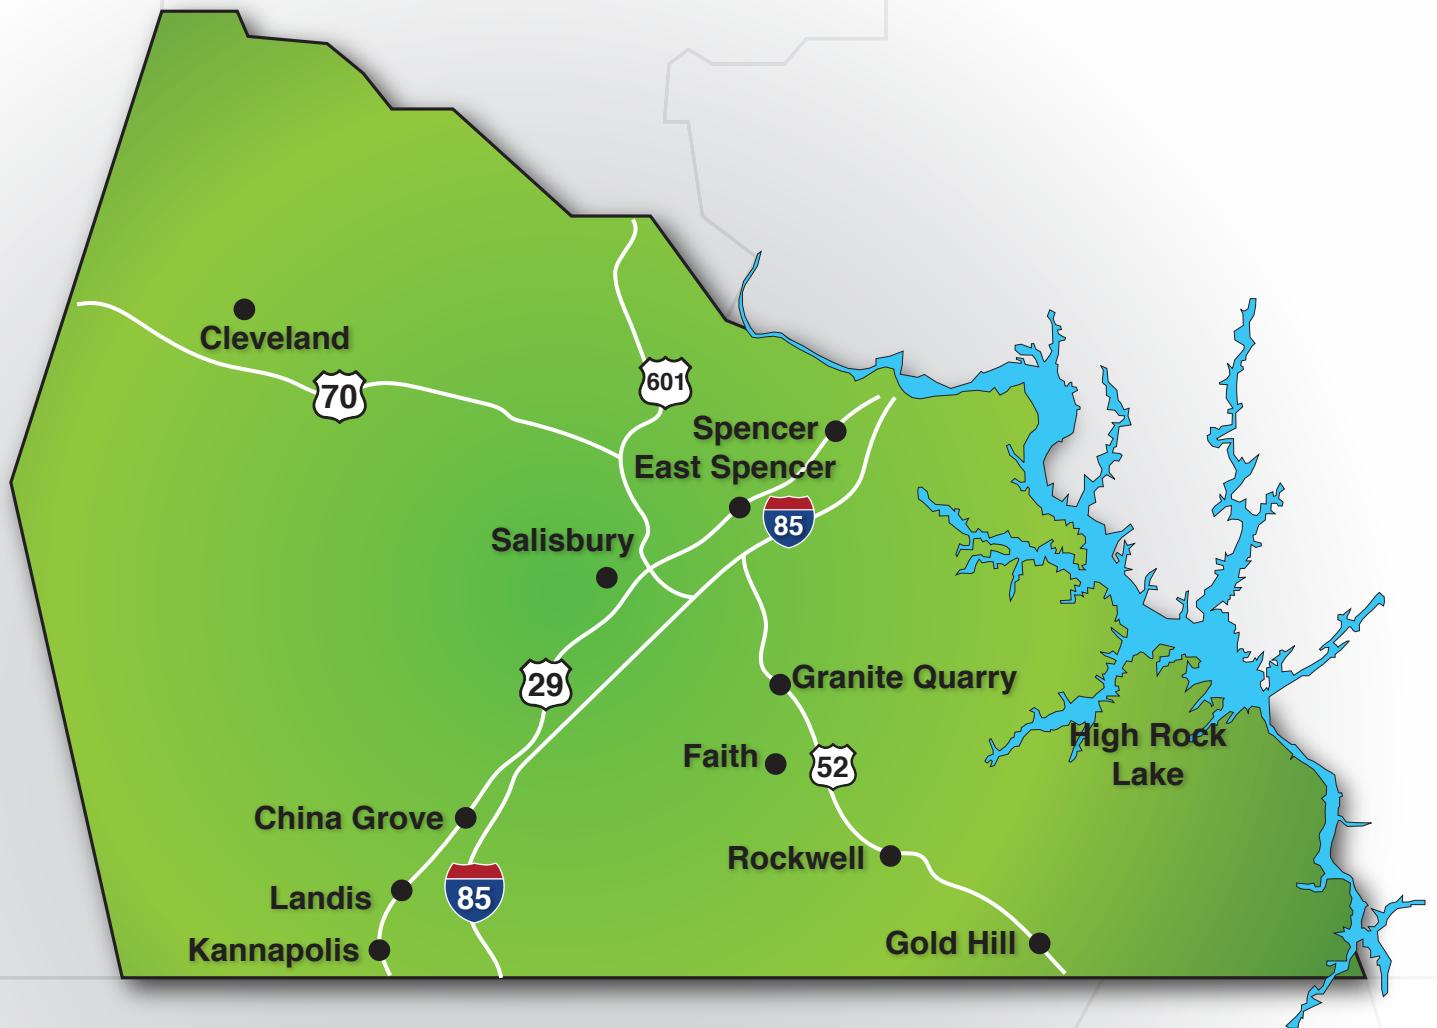 Cleveland
70
601
Spencer
East Spencer
85
Salisbury
29
Granite Quarry
High Rock
Lake
Faith
52
China Grove
Rockwell
85
Landis
Gold Hill
Kannapolis